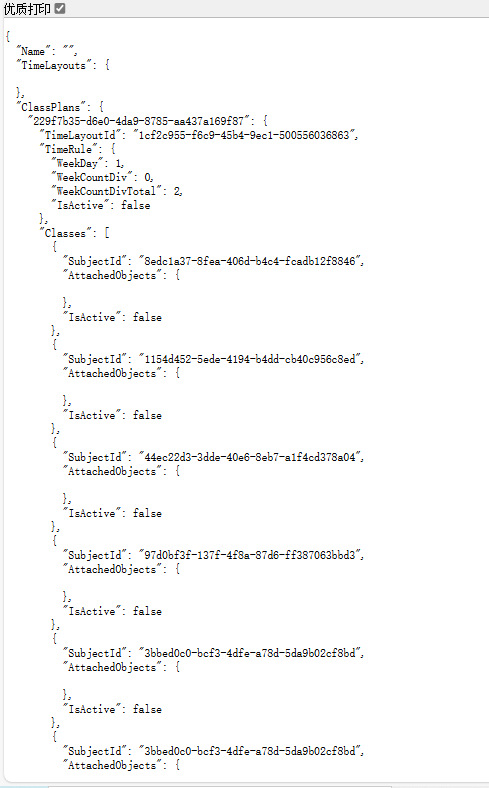 优质打印
{
"Name": "",
"TimeLayouts": {
},
"ClassPlans": {
"229f7b35-d6e0-4da9-8785-aa437a169f87": {
"TimeLayoutId": "1cf2c955-f6c9-45b4-9ec1-500556036863",
"TimeRule": {
"WeekDay": 1,
"WeekCountDiv": 0,
"WeekCountDivTotal": 2,
"IsActive": false
},
"Classes": [
{
"SubjectId": "8edc1a37-8fea-406d-b4c4-fcadb12f8846",
"AttachedObjects": {
},
"IsActive": false
},
{
"SubjectId": "1154d452-5ede-4194-b4dd-cb40c956c8ed",
"AttachedObjects": {
},
"IsActive": false
},
{
"SubjectId": "44ec22d3-3dde-40e6-8eb7-a1f4cd378a04",
"AttachedObjects": {
},
"IsActive": false
},
{
"SubjectId": "97d0bf3f-137f-4f8a-87d6-ff387063bbd3",
"AttachedObjects": {
},
"IsActive": false
},
{
"SubjectId": "3bbed0c0-bcf3-4dfe-a78d-5da9b02cf8bd",
"AttachedObjects": {
},
"IsActive": false
},
{
"SubjectId": "3bbed0c0-bcf3-4dfe-a78d-5da9b02cf8bd",
"AttachedObjects": {